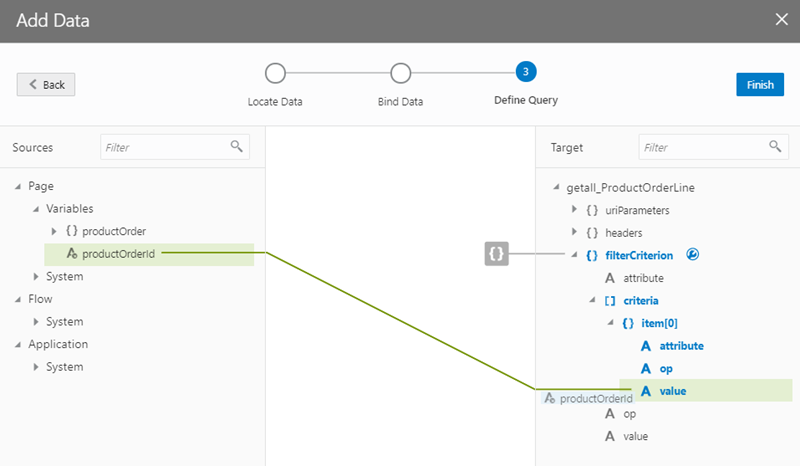 Add Data
Back
Locate Data
Bind Data
3
Define Query
Finish
Sources
Filter
Page
Variables
{ } productOrder
A productOrderId
System
Flow
System
Application
System
{ }
Target
Filter
getall_ProductOrderLine
{ } uriParameters
{ } headers
{ } filterCriterion
A attribute
[ ] criteria
{ } item[0]
A attribute
A op
A value
A productOrderId
A op
A value